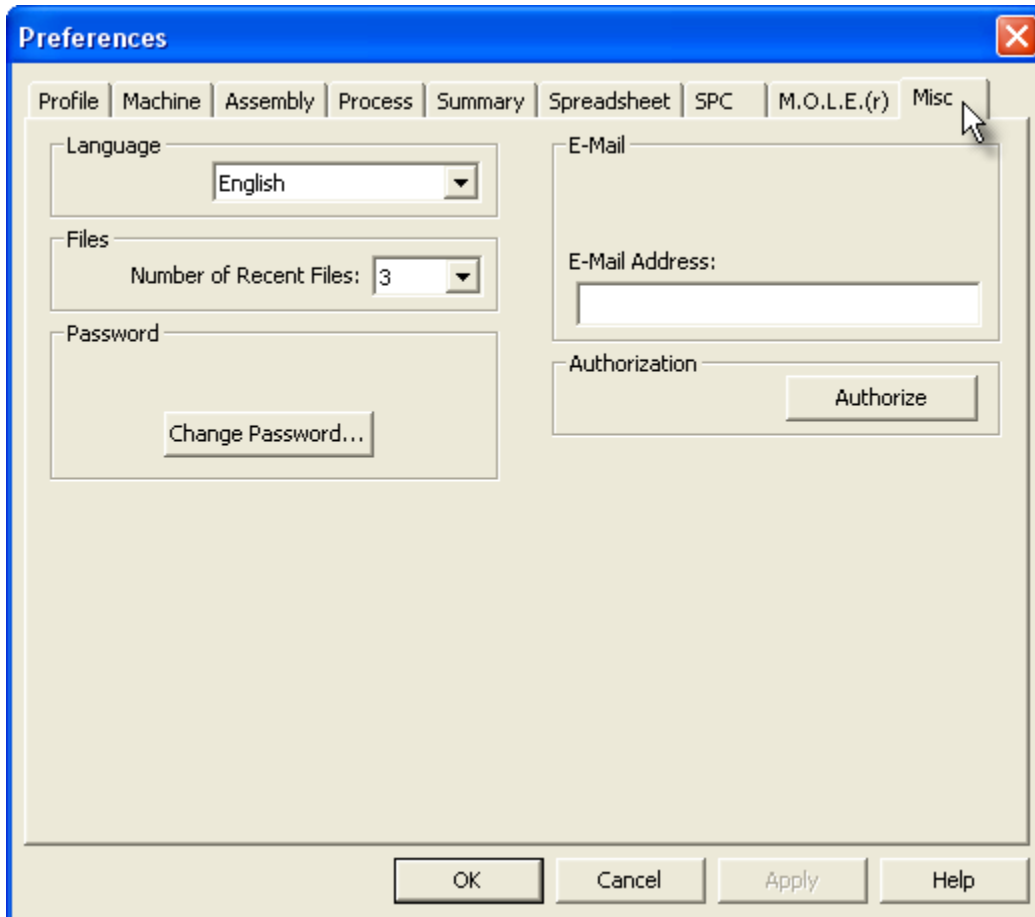 Preferences
Profile Machine Assembly Process Summary Spreadsheet SPC M.O.L.E.(r) Misc
Language
English
Files
Number of Recent Files: 3
Password
Change Password...
E-Mail
E-Mail Address:
Authorization
Authorize
OK Cancel Apply Help